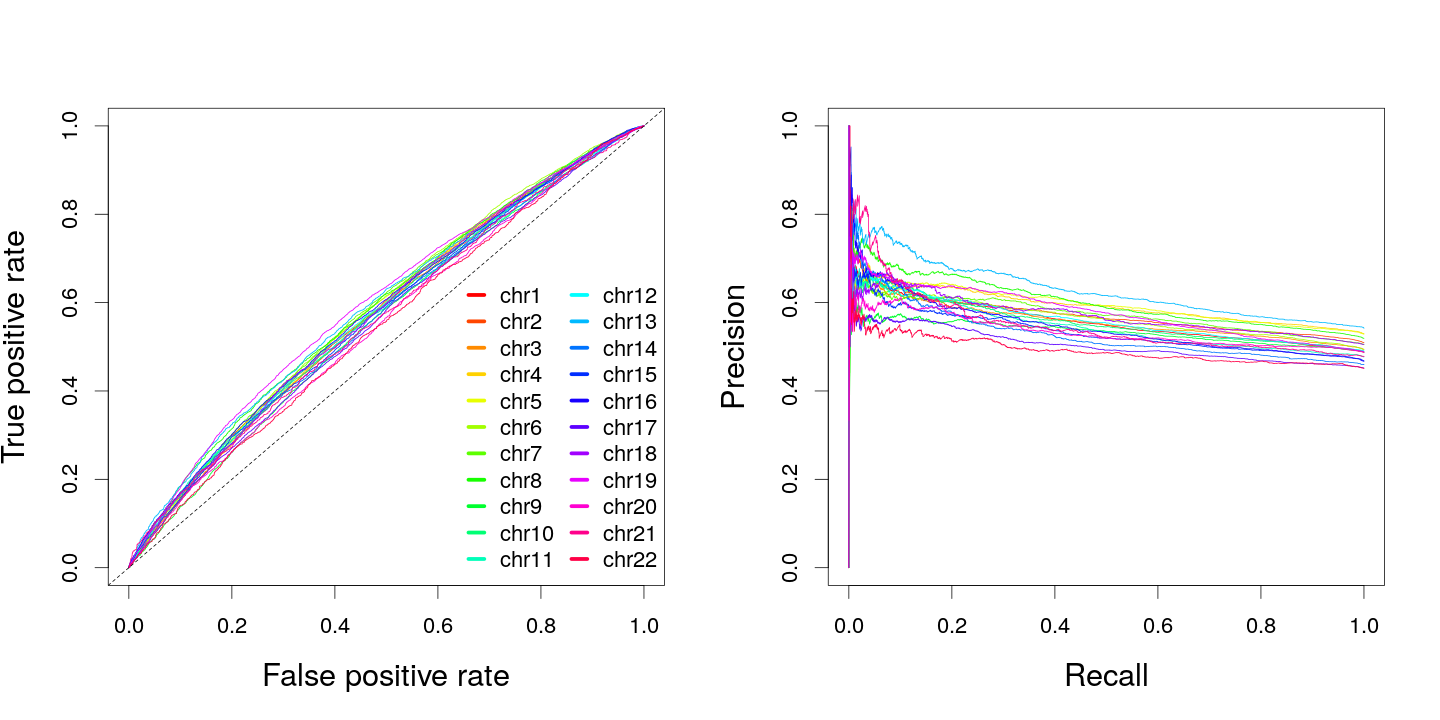 True positive rate
1.0
0.8
0.6
0.4
0.2
0.0
chr1
chr2
chr3
chr4
chr5
chr6
chr7
chr8
chr9
chr10
chr11
chr12
chr13
chr14
chr15
chr16
chr17
chr18
chr19
chr20
chr21
chr22
0.0 0.2 0.4 0.6 0.8 1.0
False positive rate
Precision
1.0
0.8
0.6
0.4
0.2
0.0
0.0 0.2 0.4 0.6 0.8 1.0
Recall